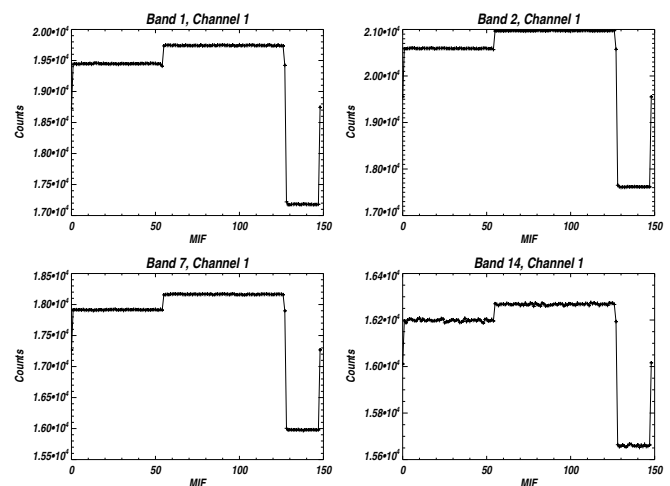 Band 1, Channel 1
2.00•10⁴
1.95•10⁴
1.90•10⁴
1.85•10⁴
1.80•10⁴
1.75•10⁴
1.70•10⁴
Counts
0 50 100 150
MIF
Band 2, Channel 1
2.10•10⁴
2.00•10⁴
1.90•10⁴
1.80•10⁴
1.70•10⁴
Counts
0 50 100 150
MIF
Band 7, Channel 1
1.85•10⁴
1.80•10⁴
1.75•10⁴
1.70•10⁴
1.65•10⁴
1.60•10⁴
1.55•10⁴
Counts
0 50 100 150
MIF
Band 14, Channel 1
1.64•10⁴
1.62•10⁴
1.60•10⁴
1.58•10⁴
1.56•10⁴
Counts
0 50 100 150
MIF